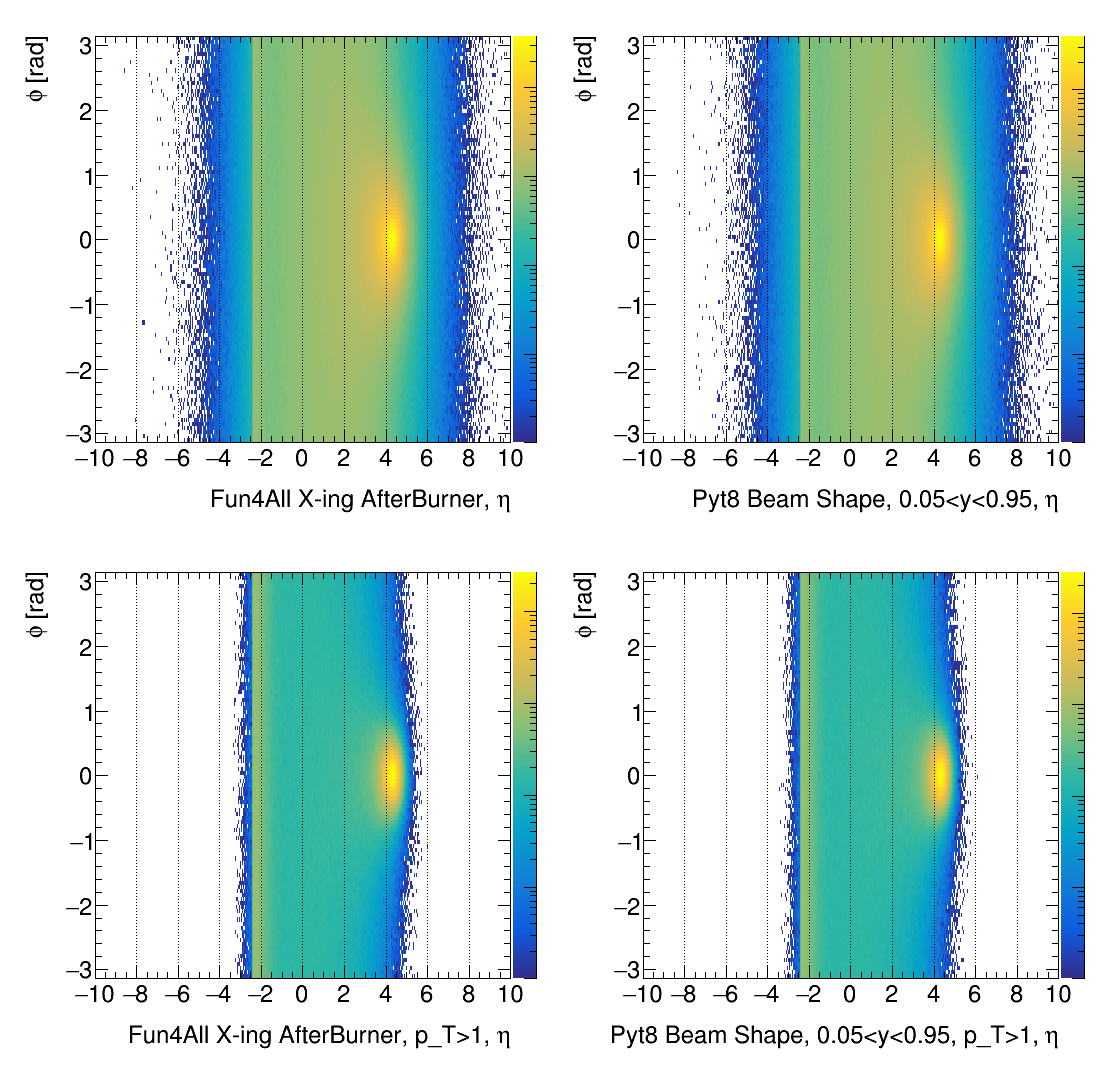 φ [rad]
3
2
1
0
−1
−2
−3
−10 −8 −6 −4 −2 0 2 4 6 8 10
Fun4All X-ing AfterBurner, η
φ [rad]
3
2
1
0
−1
−2
−3
−10 −8 −6 −4 −2 0 2 4 6 8 10
Pyt8 Beam Shape, 0.05<y<0.95, η
φ [rad]
3
2
1
0
−1
−2
−3
−10 −8 −6 −4 −2 0 2 4 6 8 10
Fun4All X-ing AfterBurner, p_T>1, η
φ [rad]
3
2
1
0
−1
−2
−3
−10 −8 −6 −4 −2 0 2 4 6 8 10
Pyt8 Beam Shape, 0.05<y<0.95, p_T>1, η